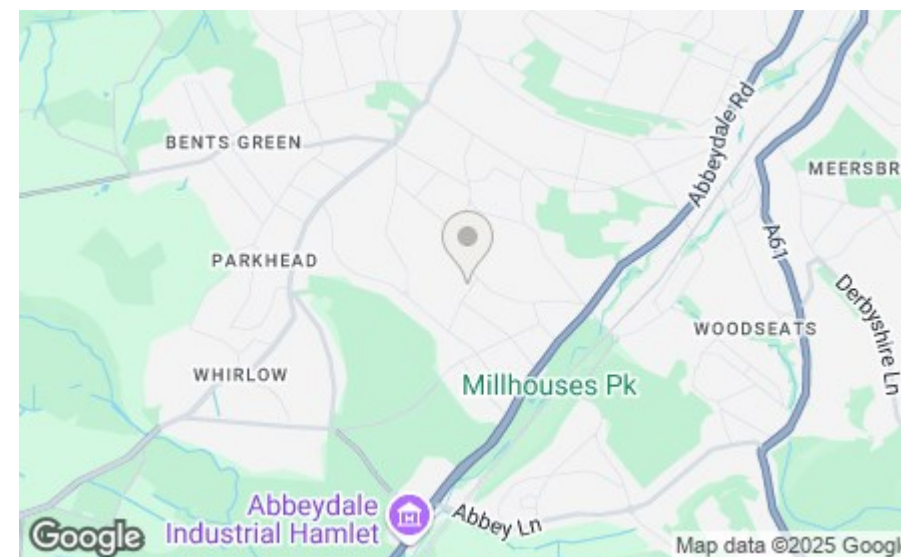 BENTS GREEN
Abbeydale Rd
MEERSBR
A61
PARKHEAD
Derbyshire Ln
WOODSEATS
WHIRLOW
Millhouses Pk
Abbeydale
Industrial Hamlet
Abbey Ln
Google
Map data ©2025 Googl